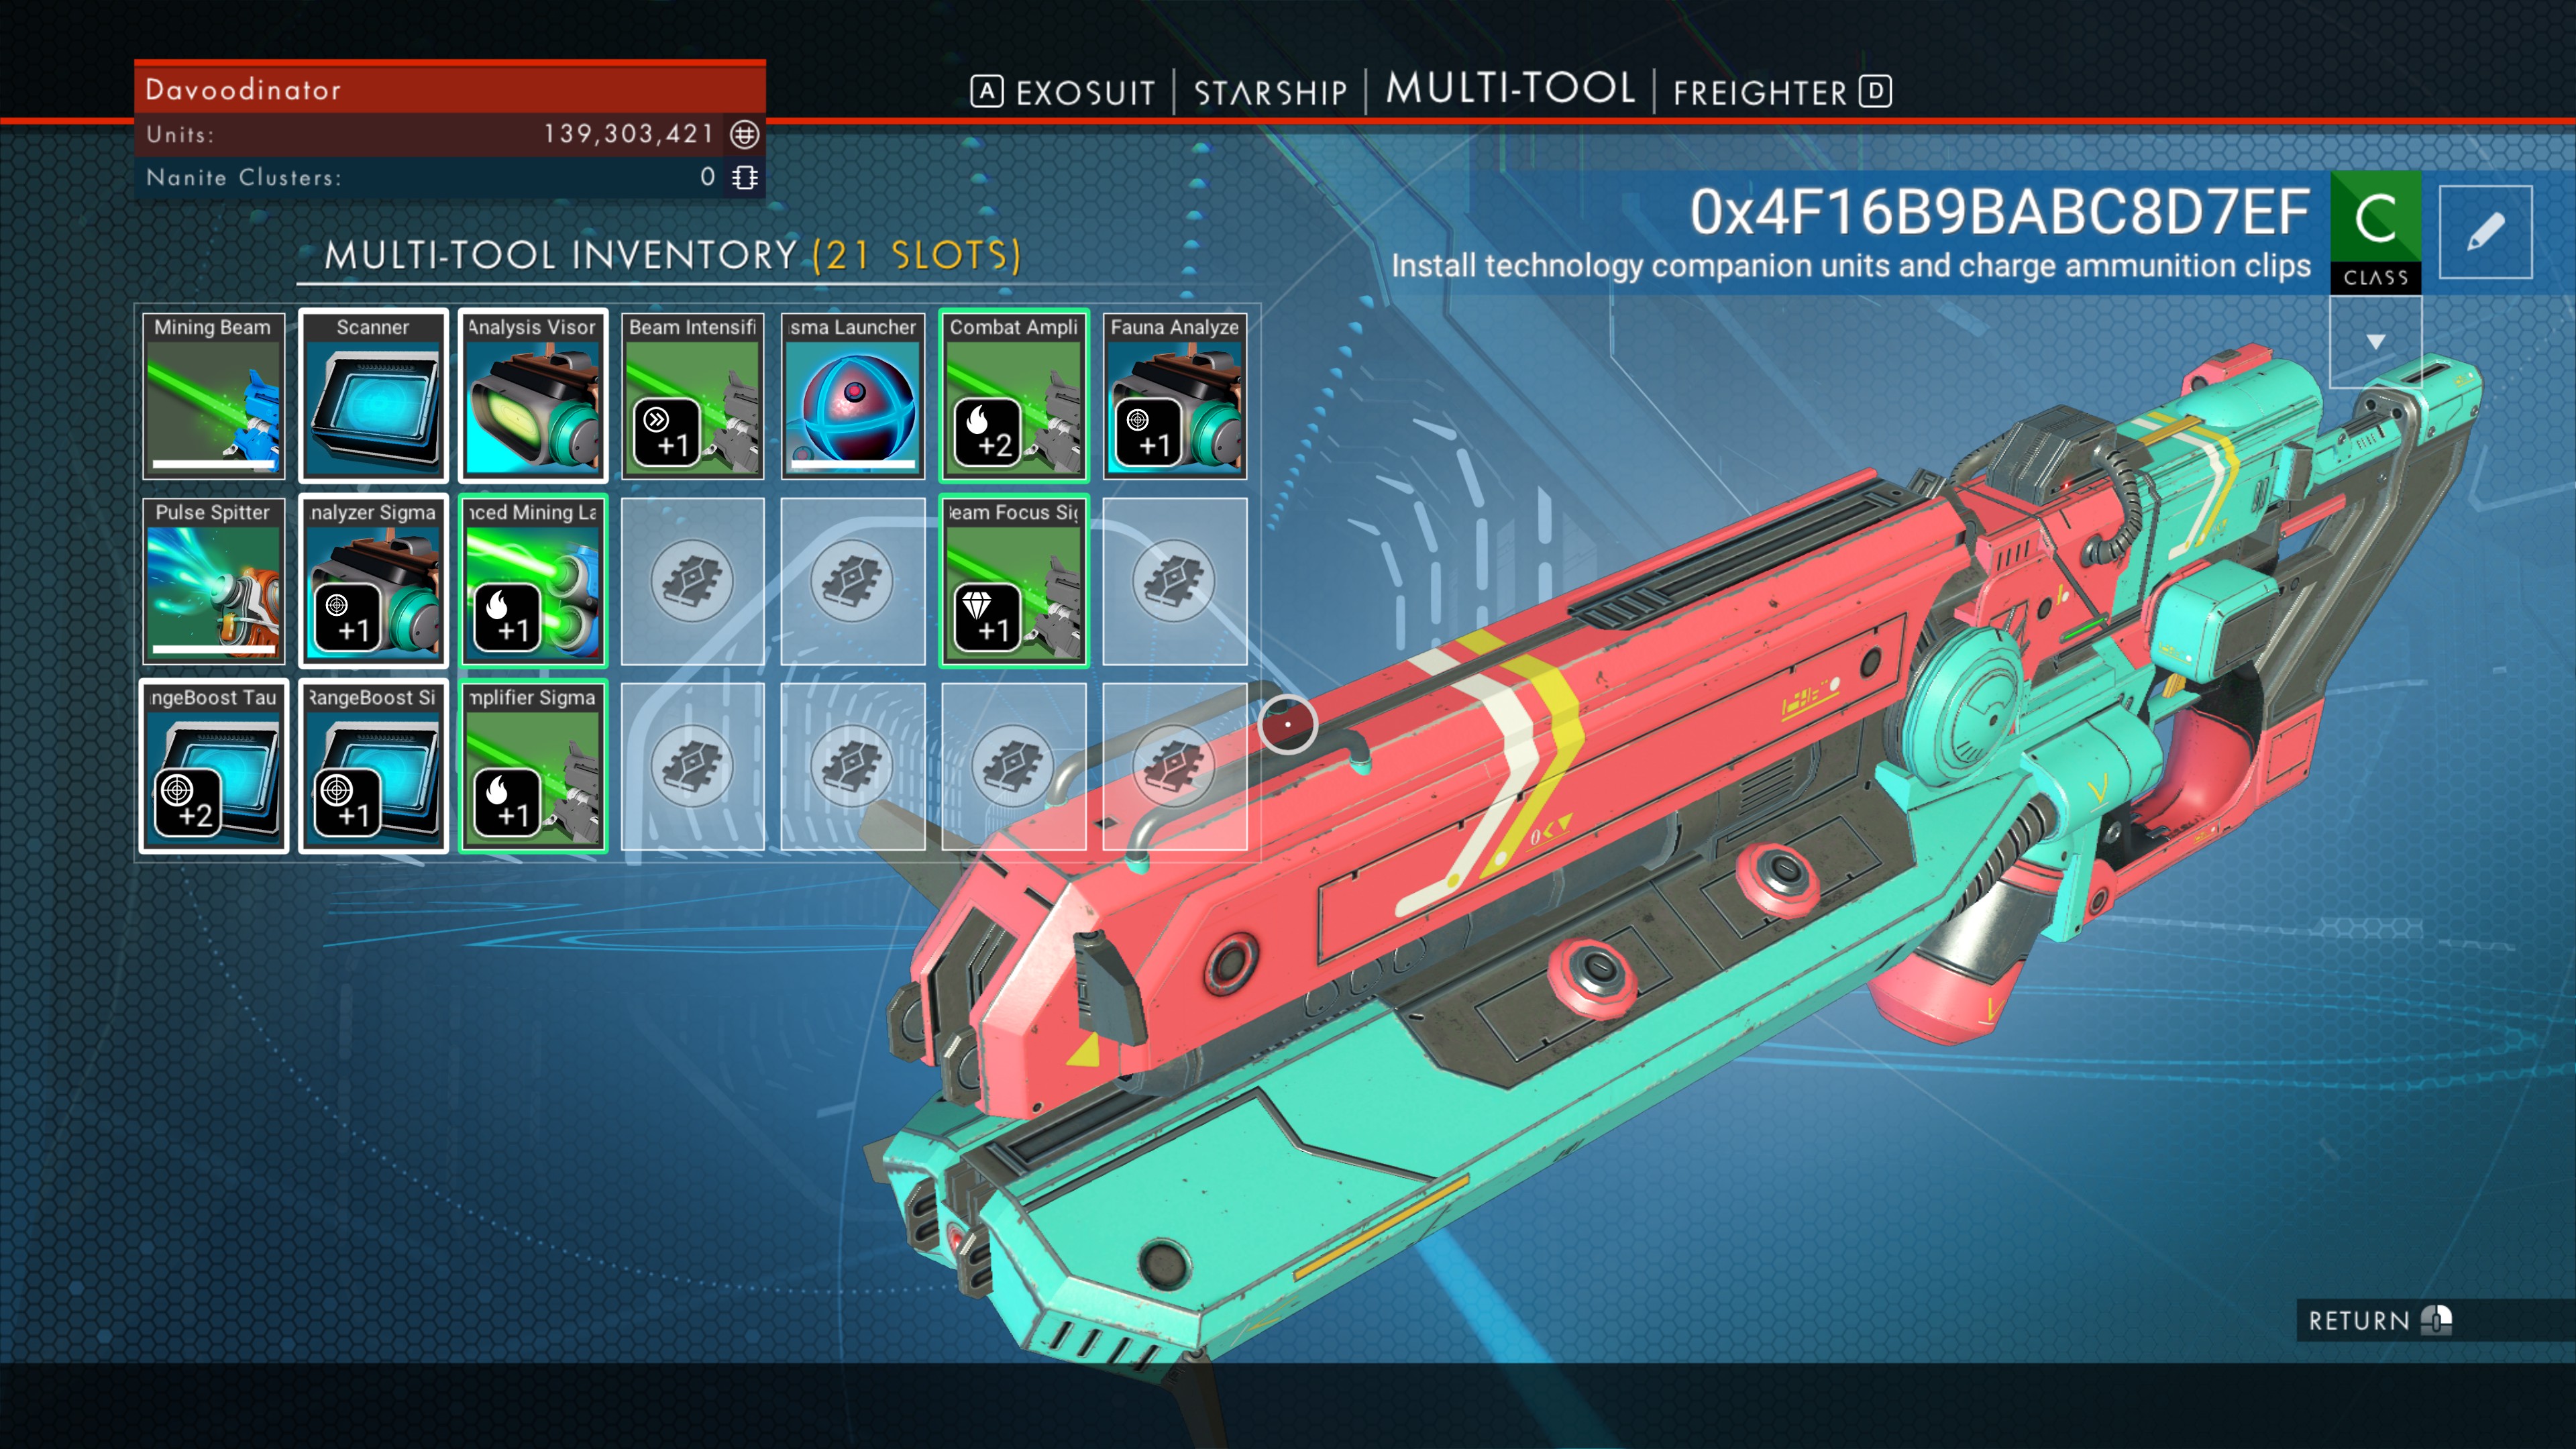 Davoodinator
Units: 139,303,421
Nanite Clusters: 0
A EXOSUIT STARSHIP MULTI-TOOL FREIGHTER D
0x4F16B9BABC8D7EF
Install technology companion units and charge ammunition clips
C
CLASS
MULTI-TOOL INVENTORY (21 SLOTS)
Mining Beam
Scanner
Analysis Visor
Beam Intensifi
+1
sma Launcher
Combat Ampli
+2
Fauna Analyze
+1
Pulse Spitter
nalyzer Sigma
+1
nced Mining La
+1
eam Focus Sig
+1
ngeBoost Tau
+2
RangeBoost Si
+1
mplifier Sigma
+1
RETURN